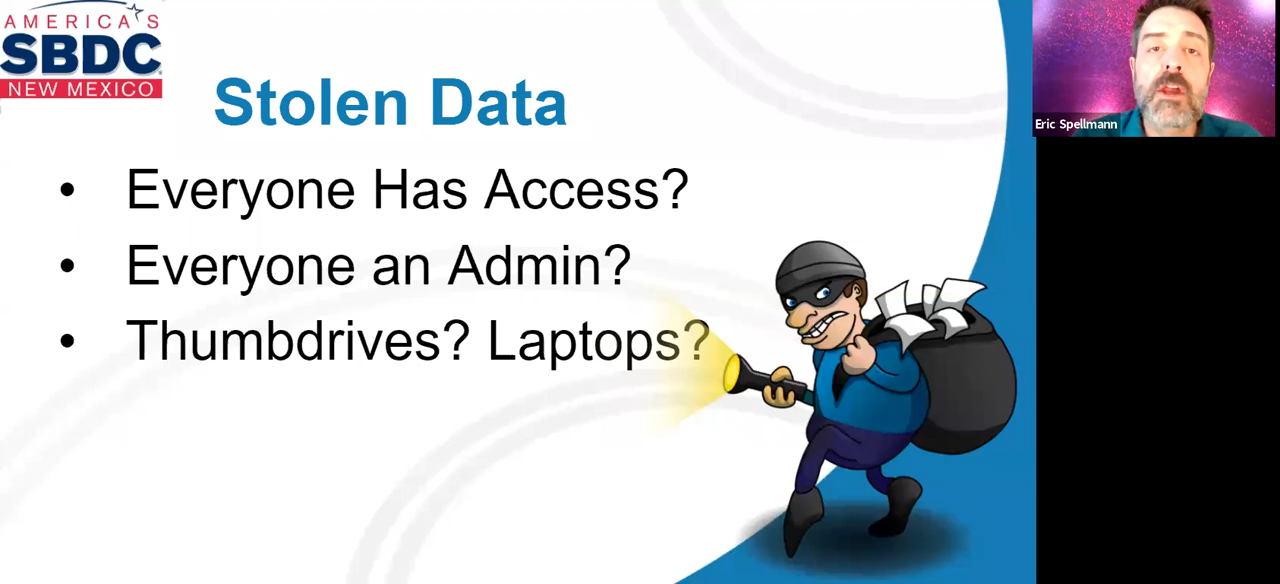 AMERICA'S
SBDC
NEW MEXICO
Stolen Data
• Everyone Has Access?
• Everyone an Admin?
• Thumbdrives? Laptops?
Eric Spellmann